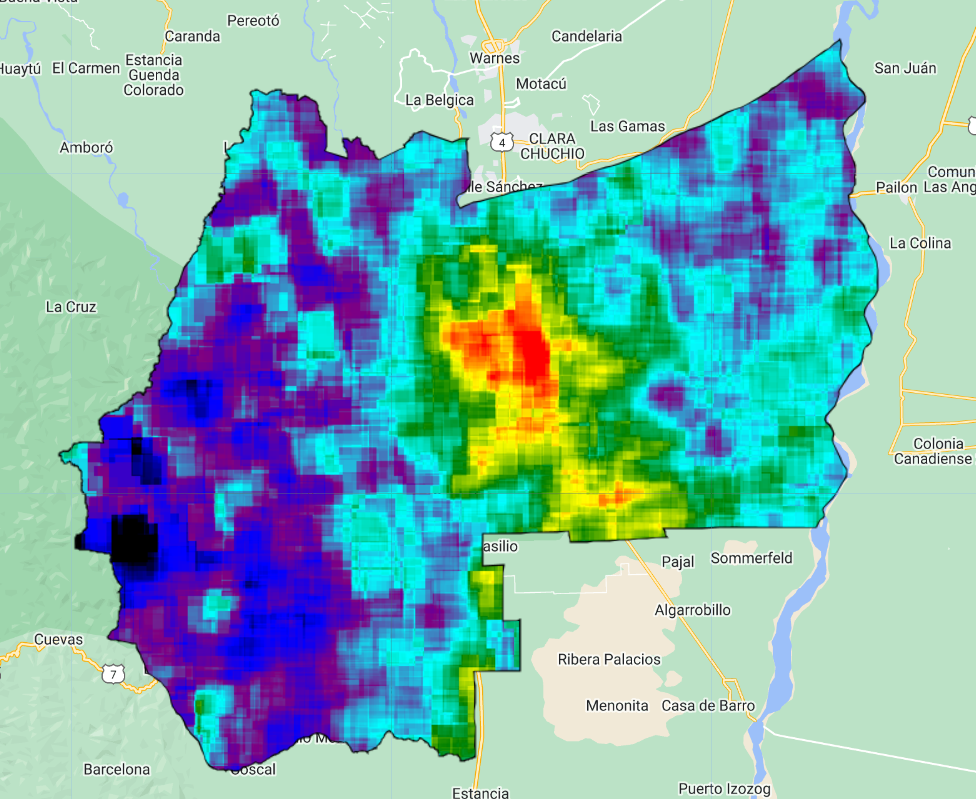 Buena Vista
Pereotó
Caranda
Candelaria
Warnes
Huaytú
El Carmen
Estancia
Guenda
Colorado
San Juán
Motacú
La Belgica
Las Gamas
4
CLARA
CHUCHIO
Amboró
Comun
Las Ang
Pailon
lle Sánchez
La Colina
La Cruz
Colonia
Canadiense
asilio
Pajal
Sommerfeld
Algarrobillo
Cuevas
7
Ribera Palacios
Menonita
Casa de Barro
Barcelona
Coscal
Estancia
Puerto Izozog